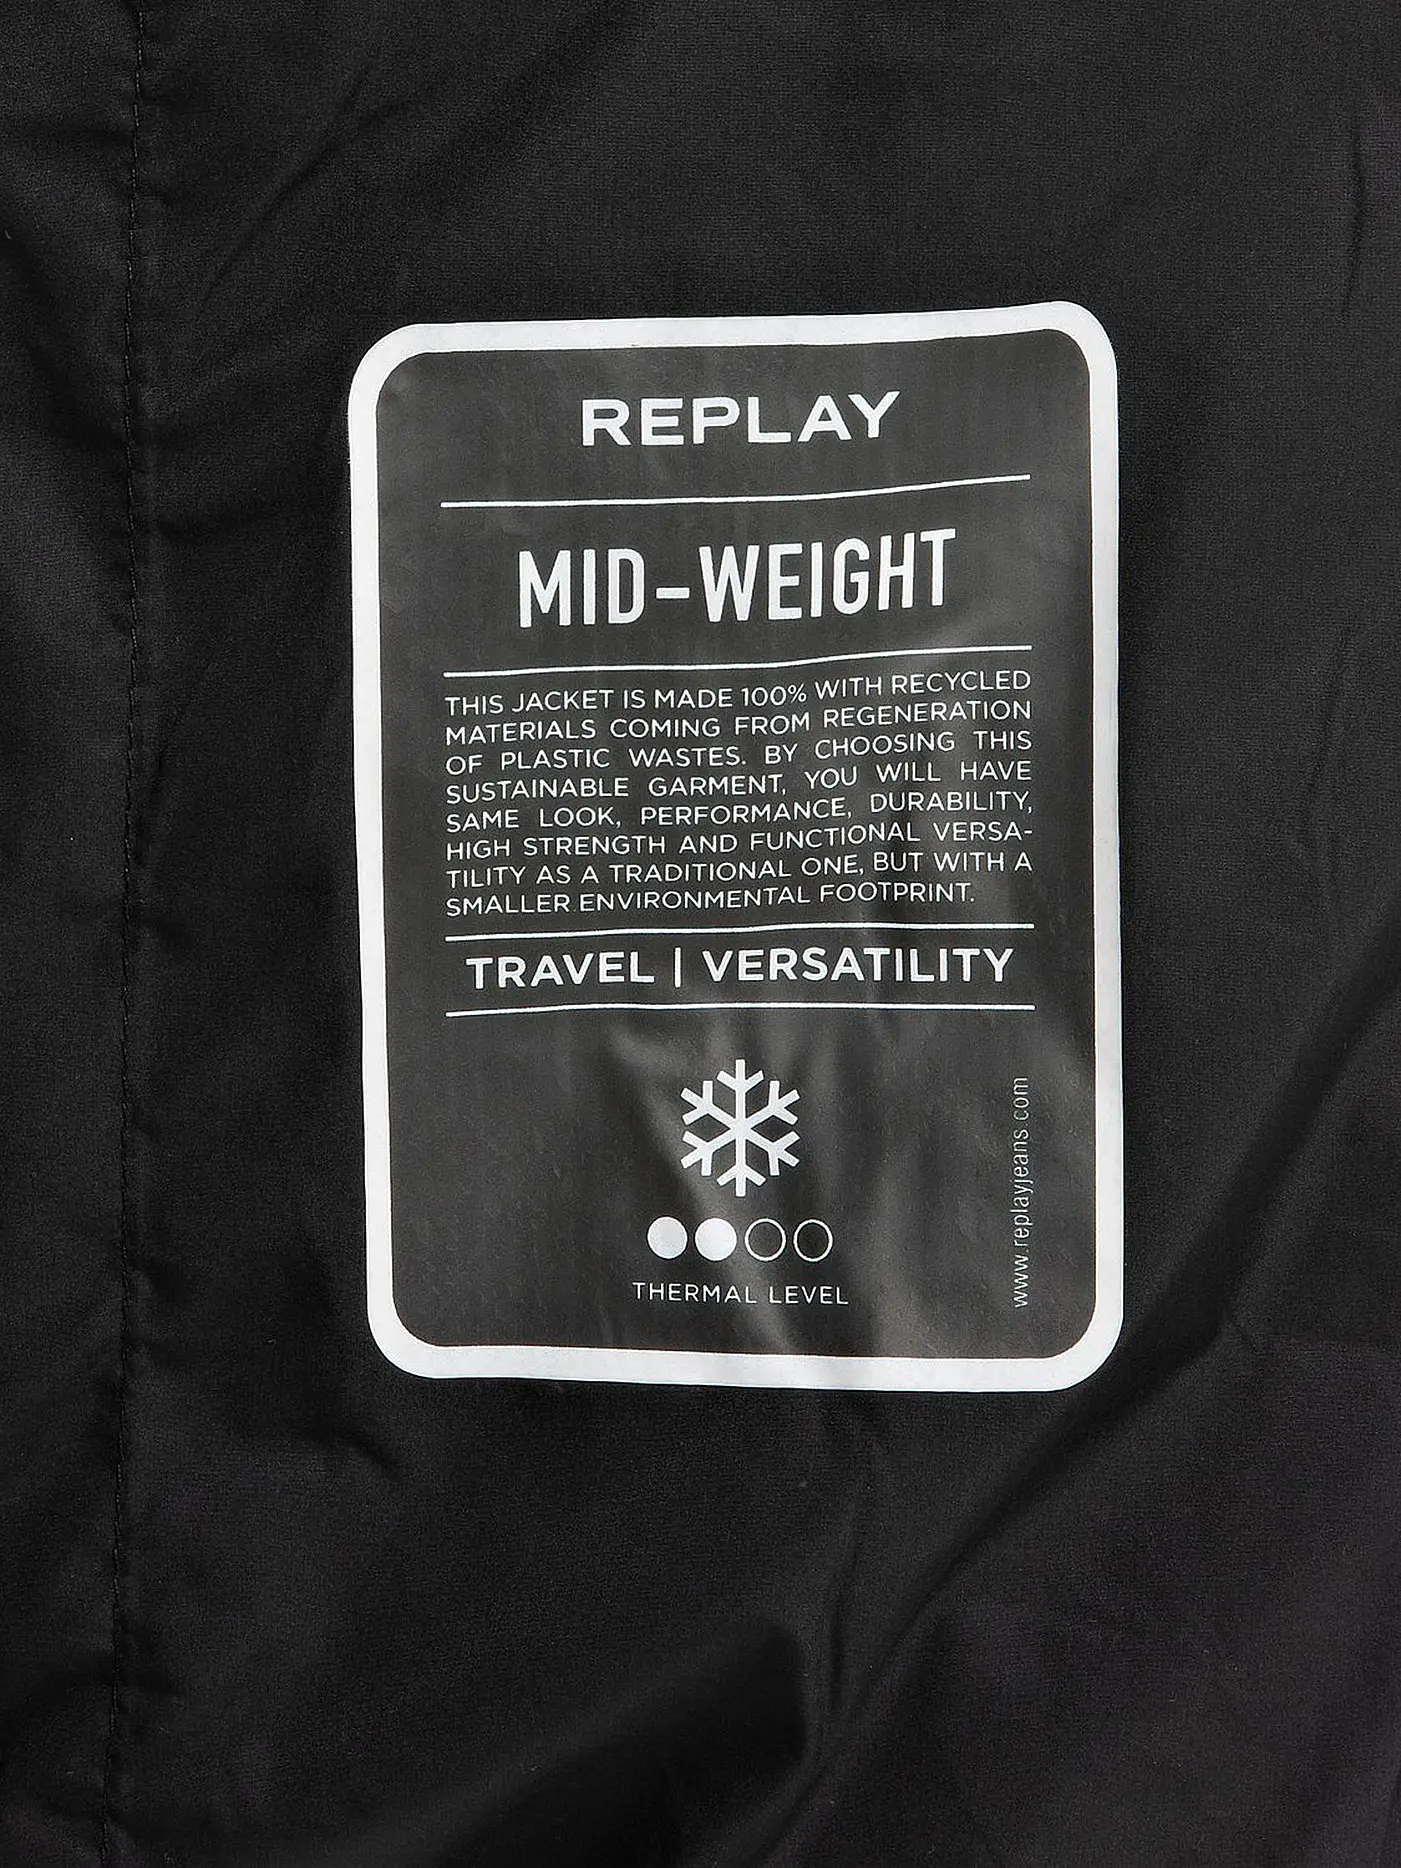 REPLAY
MID-WEIGHT
THIS JACKET IS MADE 100% WITH RECYCLED
MATERIALS COMING FROM REGENERATION
OF PLASTIC WASTES. BY CHOOSING THIS
SUSTAINABLE GARMENT, YOU WILL HAVE
SAME LOOK, PERFORMANCE, DURABILITY,
HIGH STRENGTH AND FUNCTIONAL VERSA-
TILITY AS A TRADITIONAL ONE, BUT WITH A
SMALLER ENVIRONMENTAL FOOTPRINT.
TRAVEL | VERSATILITY
THERMAL LEVEL
www.replayjeans.com